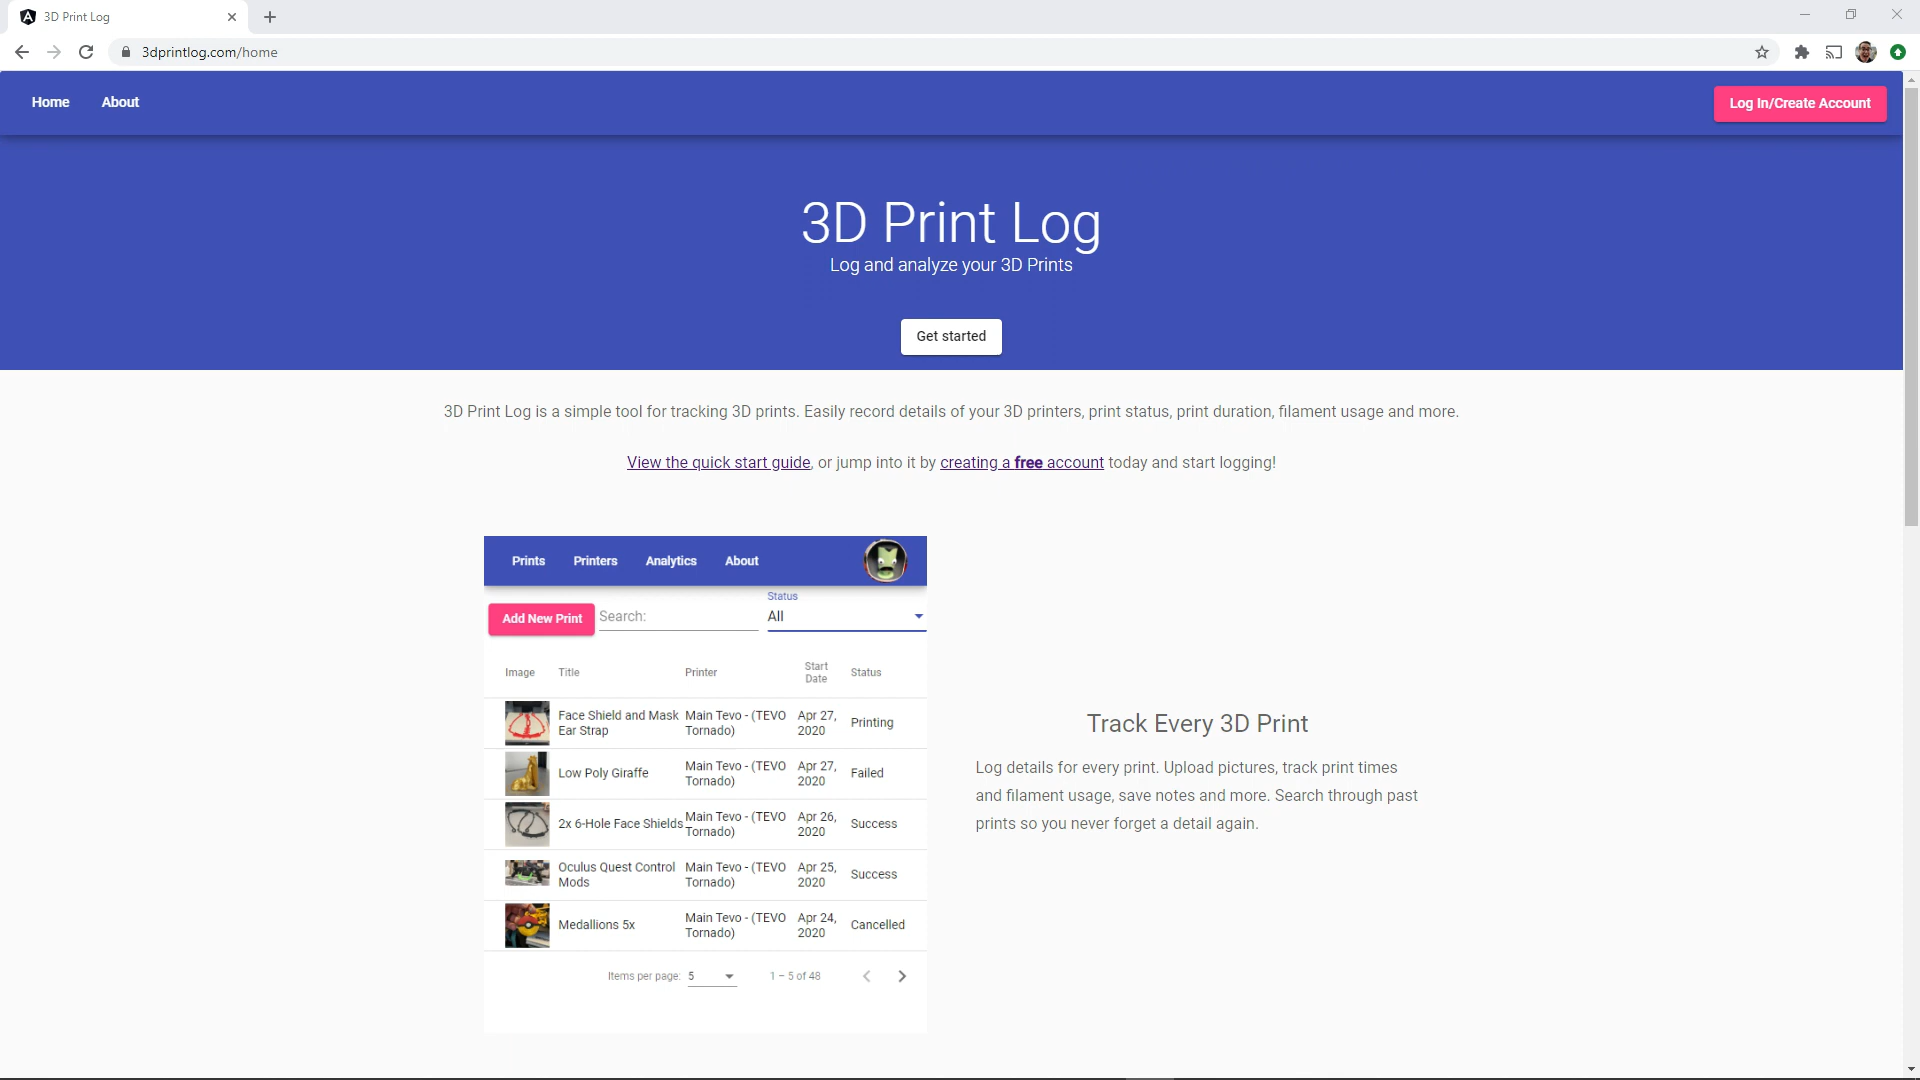 3D Print Log
3dprintlog.com/home
Home About Log In/Create Account
3D Print Log
Log and analyze your 3D Prints
Get started
3D Print Log is a simple tool for tracking 3D prints. Easily record details of your 3D printers, print status, print duration, filament usage and more.
View the quick start guide, or jump into it by creating a free account today and start logging!
Prints Printers Analytics About
Status
Add New Print Search: All
Image Title Printer Start Date Status
Face Shield and Mask Main Tevo - (TEVO Apr 27, Printing
Ear Strap Tornado) 2020
Low Poly Giraffe Main Tevo - (TEVO Apr 27, Failed
Tornado) 2020
2x 6-Hole Face Shields Main Tevo - (TEVO Apr 26, Success
Tornado) 2020
Oculus Quest Control Main Tevo - (TEVO Apr 25, Success
Mods Tornado) 2020
Medallions 5x Main Tevo - (TEVO Apr 24, Cancelled
Tornado) 2020
Items per page: 5 1 – 5 of 48
Track Every 3D Print
Log details for every print. Upload pictures, track print times
and filament usage, save notes and more. Search through past
prints so you never forget a detail again.